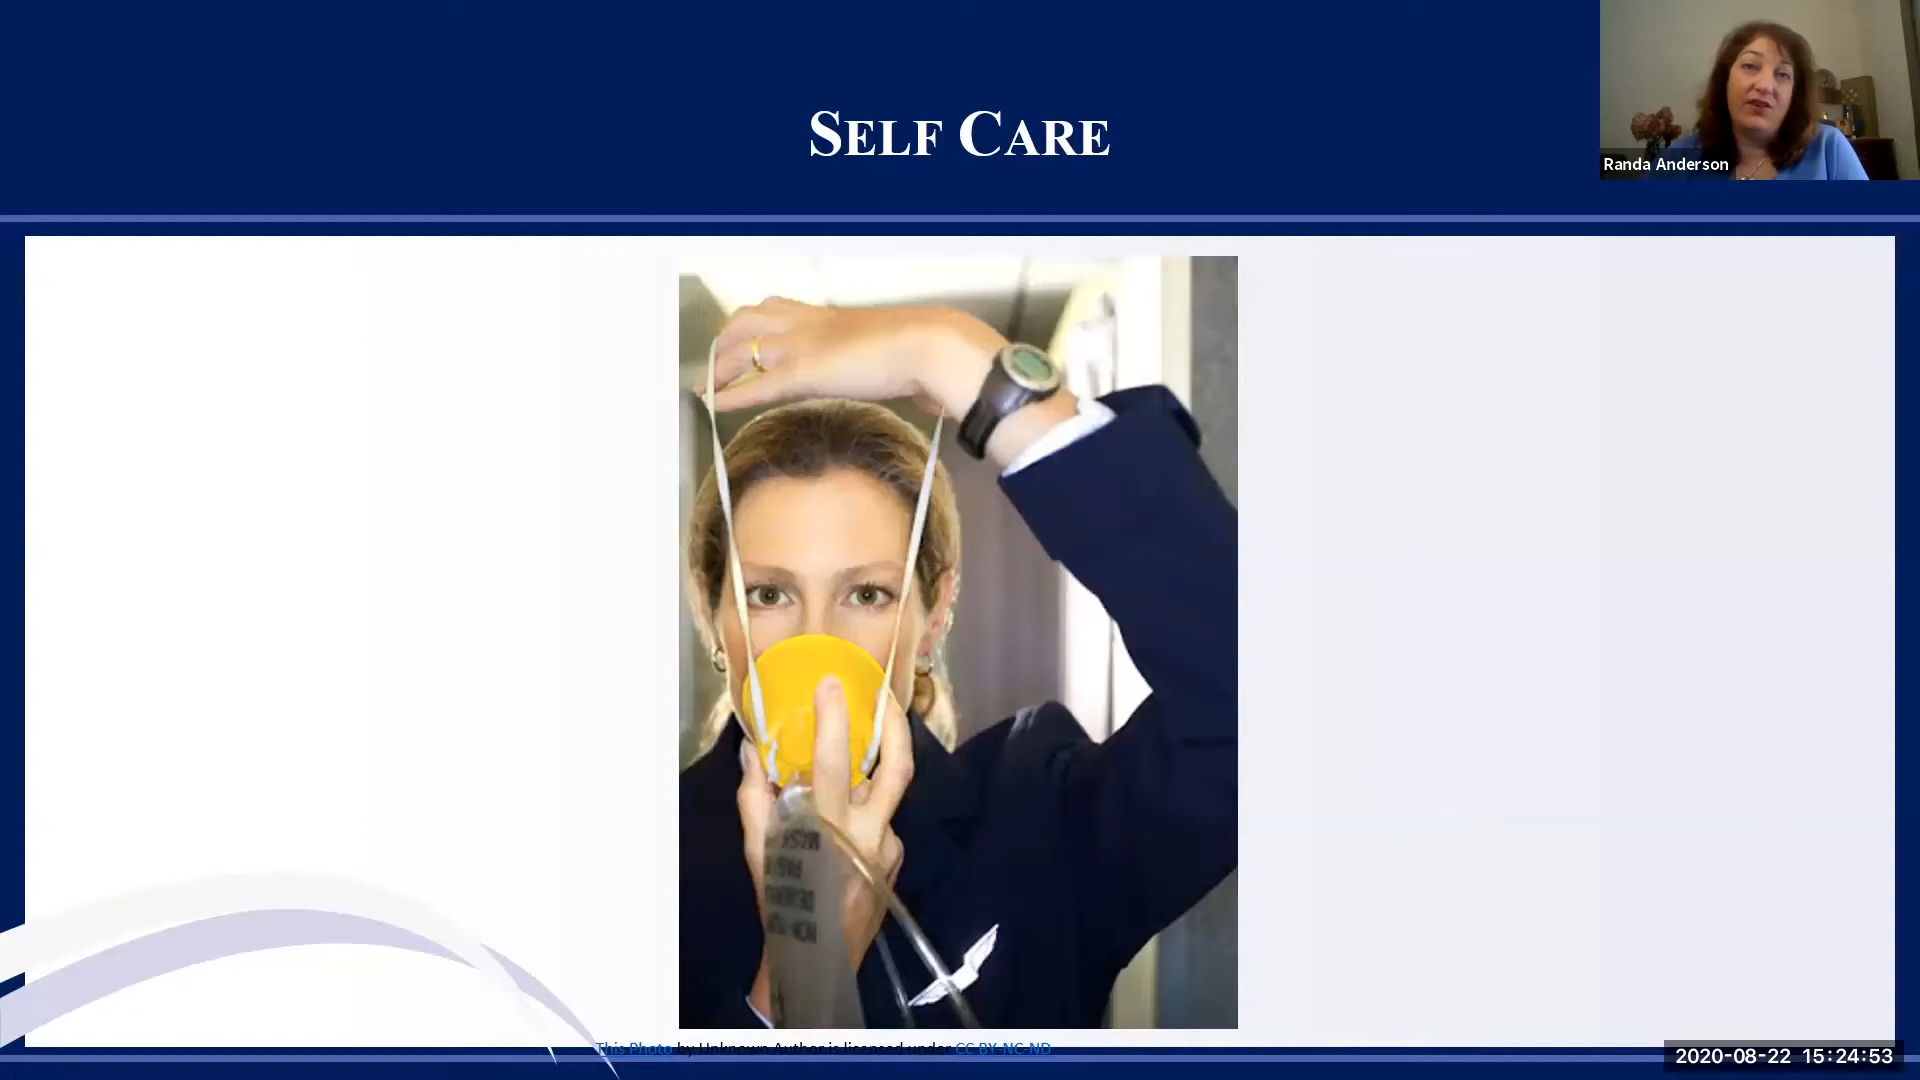 SELF CARE
Randa Anderson
This Photo by Unknown Author is licensed under CC BY-NC-ND
2020-08-22 15:24:53